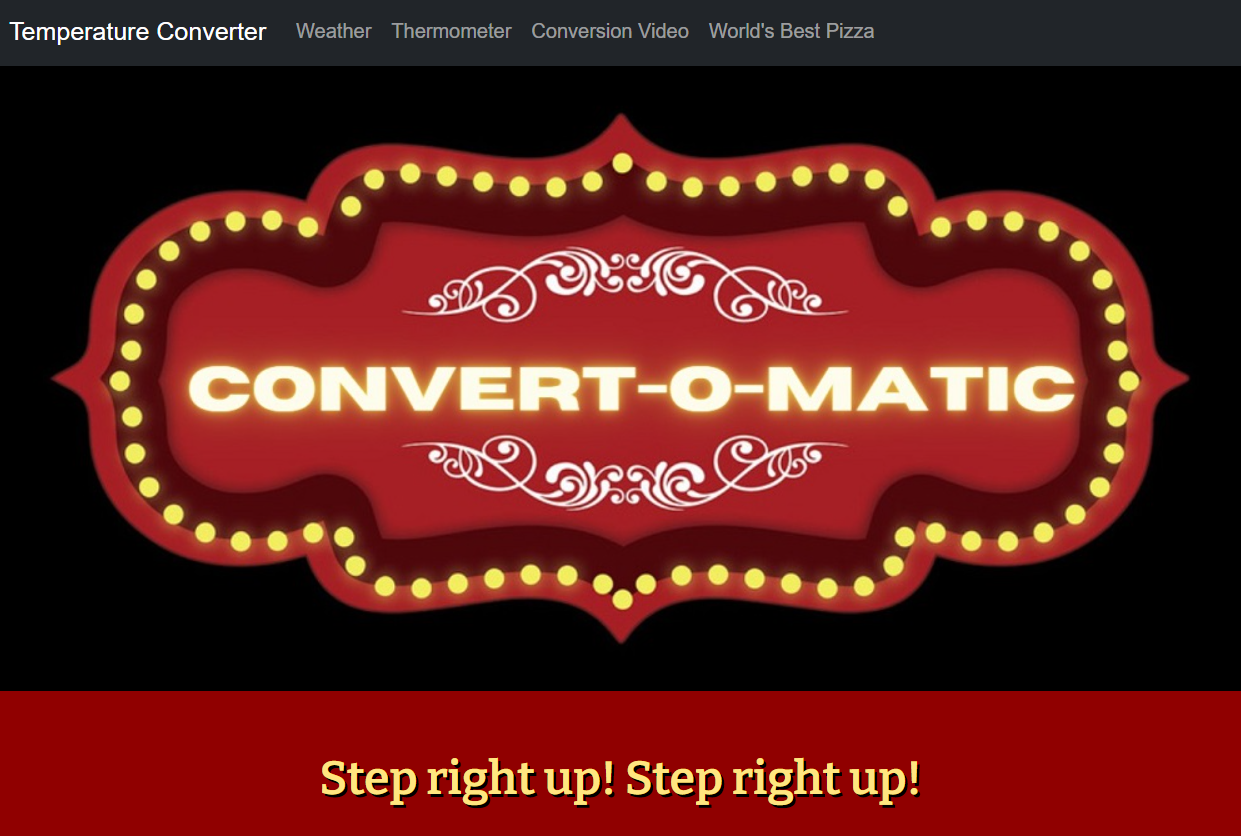 Temperature Converter Weather Thermometer Conversion Video World's Best Pizza
CONVERT-O-MATIC
Step right up! Step right up!